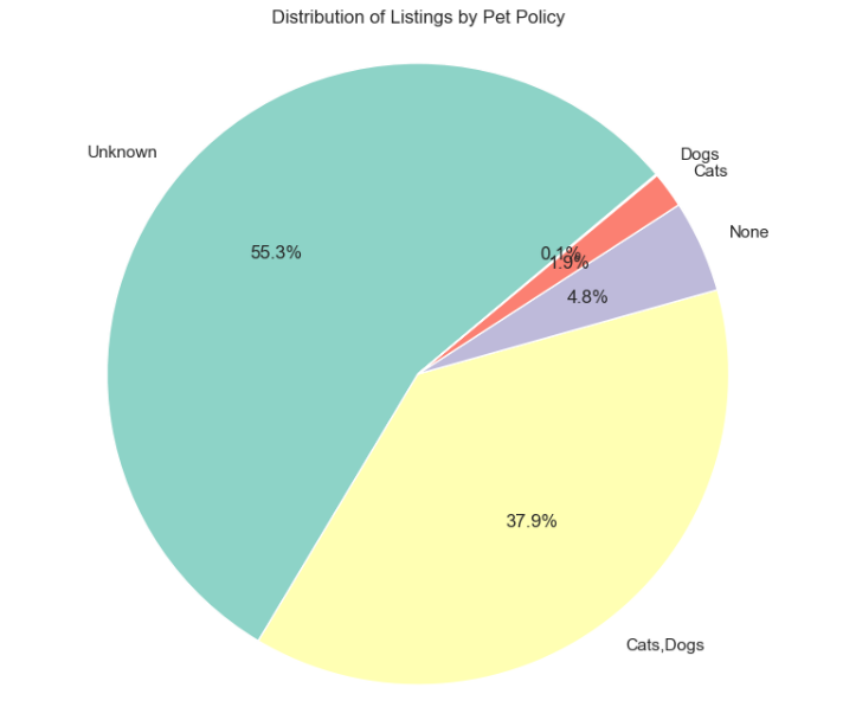 Distribution of Listings by Pet Policy
Unknown
Dogs
Cats
None
55.3%
0.1%
1.9%
4.8%
37.9%
Cats,Dogs